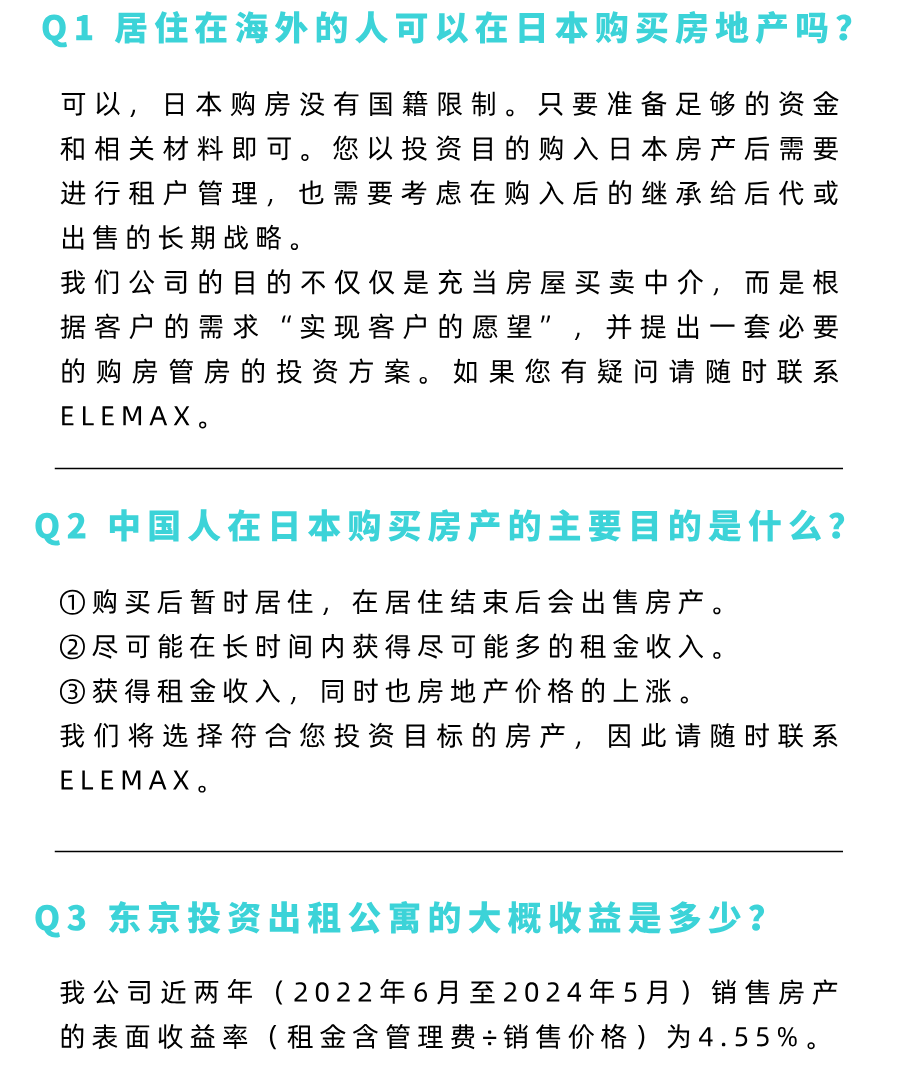 Q1 居住在海外的人可以在日本购买房地产吗？
可以，日本购房没有国籍限制。只要准备足够的资金
和相关材料即可。您以投资目的购入日本房产后需要
进行租户管理，也需要考虑在购入后的继承给后代或
出售的长期战略。
我们公司的目的不仅仅是充当房屋买卖中介，而是根
据客户的需求“实现客户的愿望”，并提出一套必要
的购房管房的投资方案。如果您有疑问请随时联系
ELEMAX。
Q2 中国人在日本购买房产的主要目的是什么？
①购买后暂时居住，在居住结束后会出售房产。
②尽可能在长时间内获得尽可能多的租金收入。
③获得租金收入，同时也房地产价格的上涨。
我们将选择符合您投资目标的房产，因此请随时联系
ELEMAX。
Q3 东京投资出租公寓的大概收益是多少？
我公司近两年（2022年6月至2024年5月）销售房产
的表面收益率（租金含管理费÷销售价格）为4.55%。